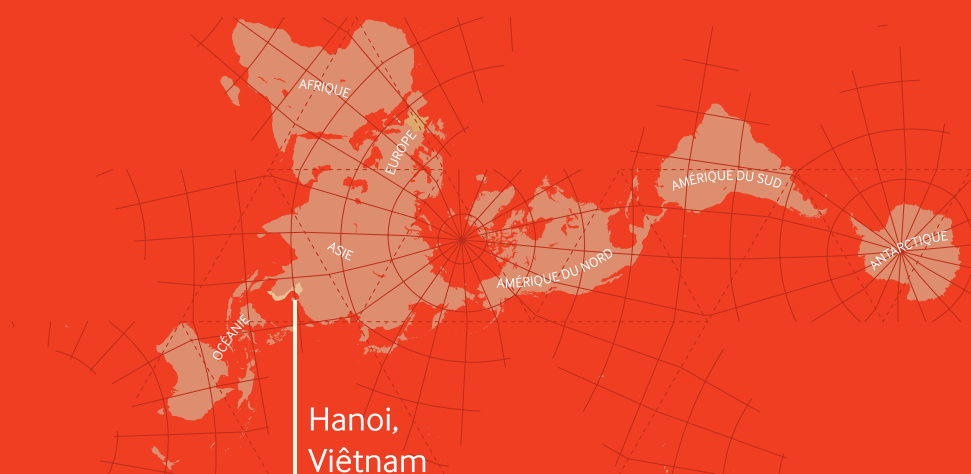 AFRIQUE
EUROPE
AMÉRIQUE DU SUD
ASIE
AMÉRIQUE DU NORD
ANTARCTIQUE
OCÉANIE
Hanoi,
Viêtnam